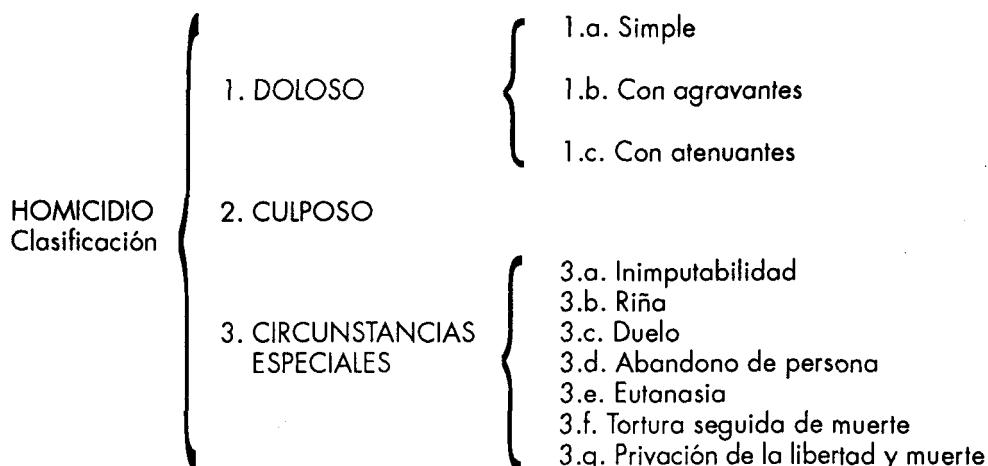 HOMICIDIO
Clasificación
1. DOLOSO
1.a. Simple
1.b. Con agravantes
1.c. Con atenuantes
2. CULPOSO
3. CIRCUNSTANCIAS
ESPECIALES
3.a. Inimputabilidad
3.b. Riña
3.c. Duelo
3.d. Abandono de persona
3.e. Eutanasia
3.f. Tortura seguida de muerte
3.g. Privación de la libertad y muerte